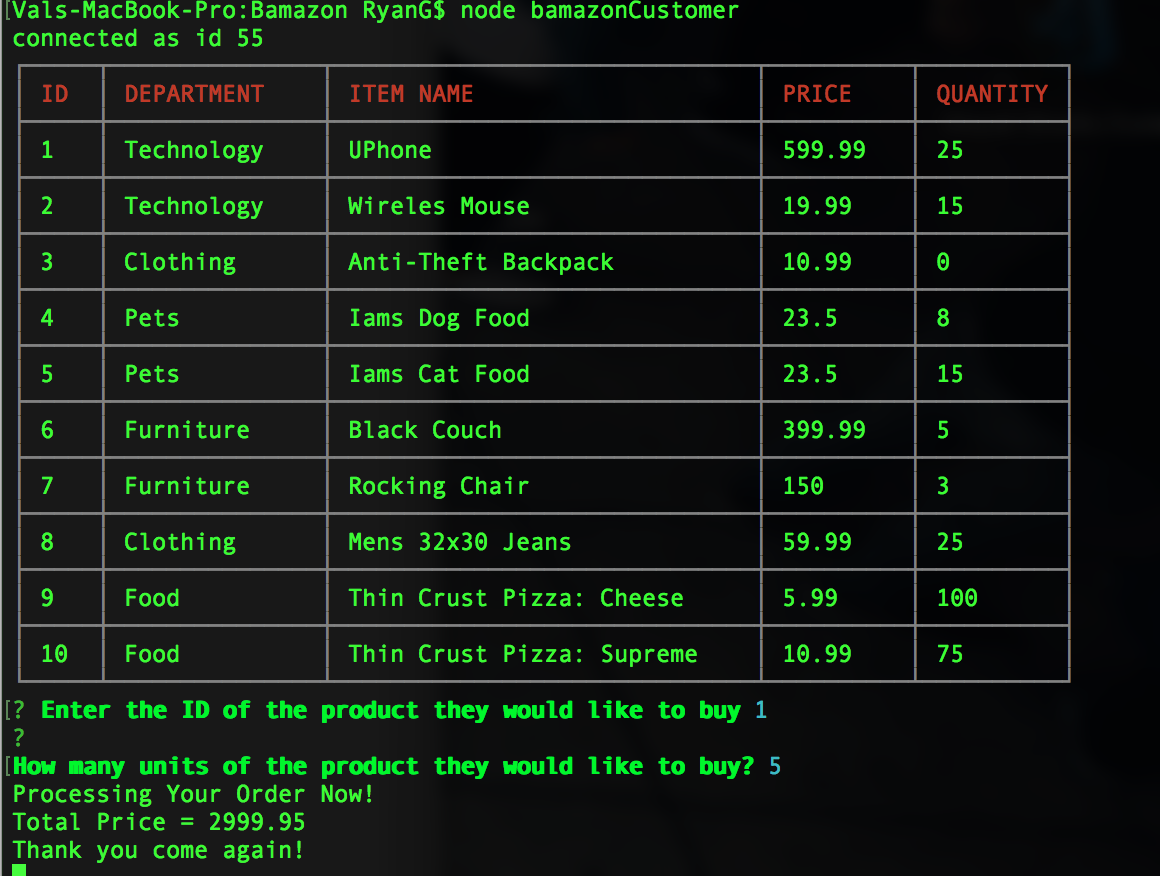 [Vals-MacBook-Pro:Bamazon RyanG$ node bamazonCustomer
connected as id 55
ID DEPARTMENT ITEM NAME PRICE QUANTITY
1 Technology UPhone 599.99 25
2 Technology Wireles Mouse 19.99 15
3 Clothing Anti-Theft Backpack 10.99 0
4 Pets Iams Dog Food 23.5 8
5 Pets Iams Cat Food 23.5 15
6 Furniture Black Couch 399.99 5
7 Furniture Rocking Chair 150 3
8 Clothing Mens 32x30 Jeans 59.99 25
9 Food Thin Crust Pizza: Cheese 5.99 100
10 Food Thin Crust Pizza: Supreme 10.99 75
[? Enter the ID of the product they would like to buy 1
?
[How many units of the product they would like to buy? 5
Processing Your Order Now!
Total Price = 2999.95
Thank you come again!